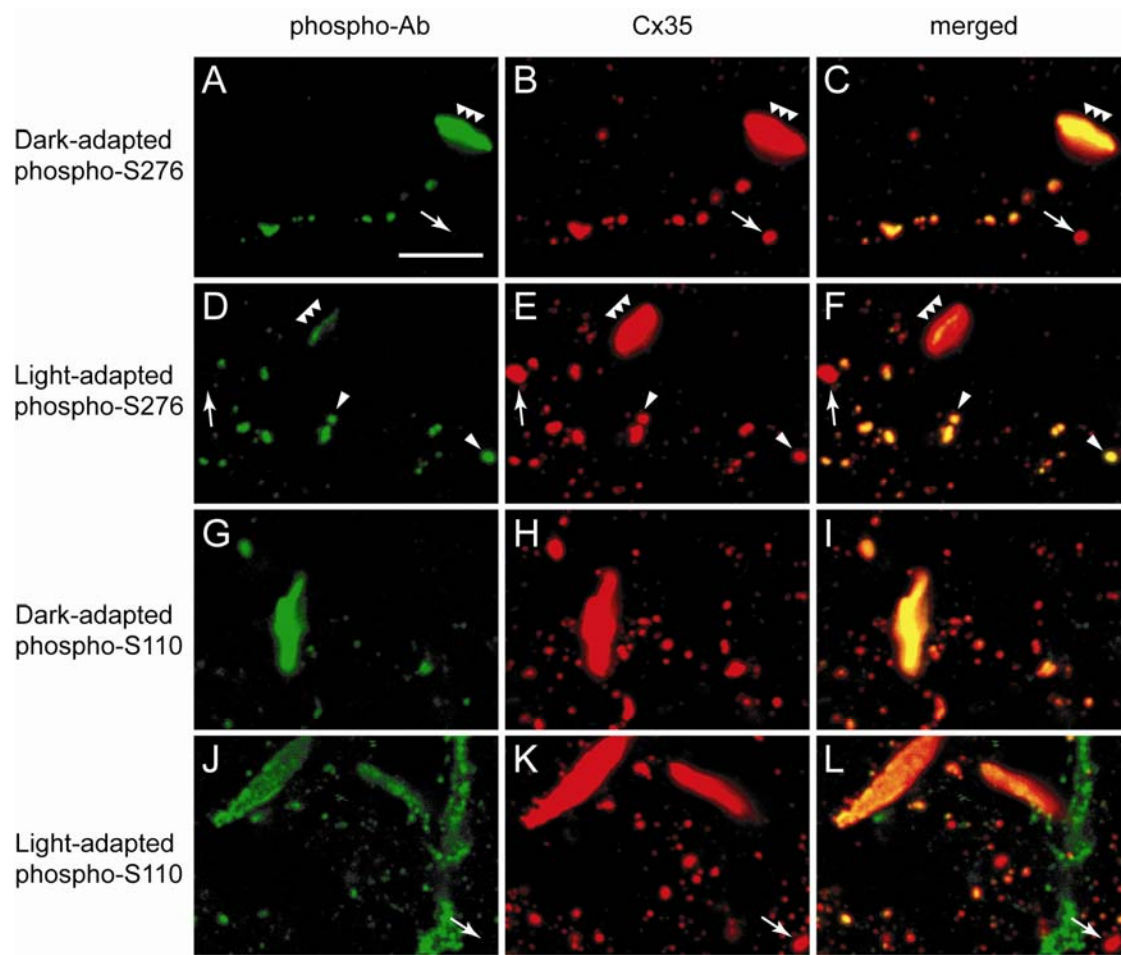 phospho-Ab Cx35 merged
Dark-adapted
phospho-S276
A B C
Light-adapted
phospho-S276
D E F
Dark-adapted
phospho-S110
G H I
Light-adapted
phospho-S110
J K L